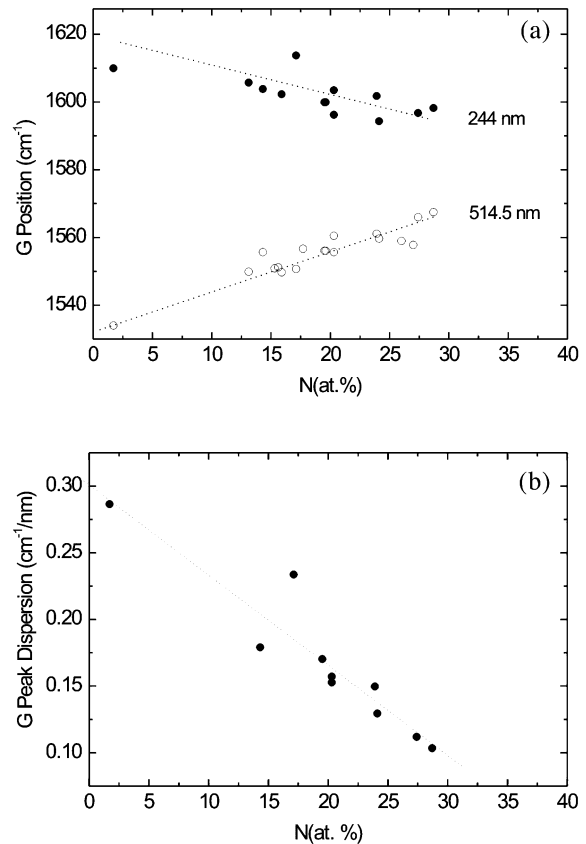 (a)
1620
1600
1580
1560
1540
G Position (cm-1)
244 nm
514.5 nm
0 5 10 15 20 25 30 35 40
N(at.%)
(b)
0.30
0.25
0.20
0.15
0.10
G Peak Dispersion (cm-1/nm)
0 5 10 15 20 25 30 35 40
N(at. %)